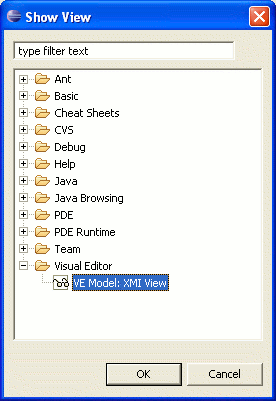 Show View
type filter text
Ant
Basic
Cheat Sheets
CVS
Debug
Help
Java
Java Browsing
PDE
PDE Runtime
Team
Visual Editor
VE Model: XMI View
OK
Cancel